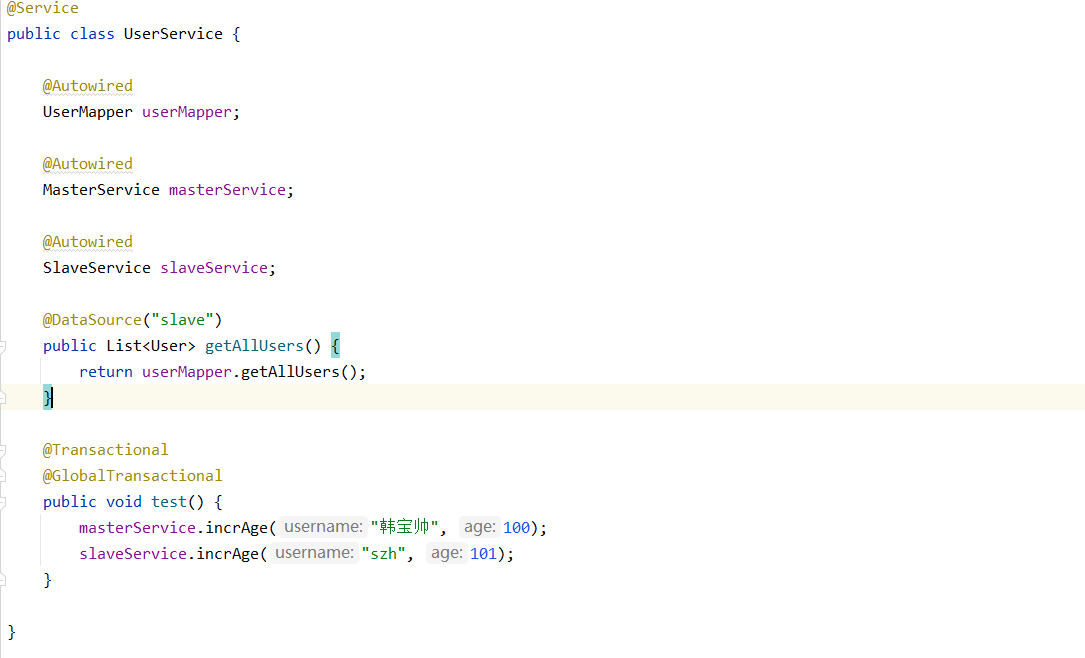 @Service
public class UserService {
@Autowired
UserMapper userMapper;
@Autowired
MasterService masterService;
@Autowired
SlaveService slaveService;
@DataSource("slave")
public List<User> getAllUsers() {
return userMapper.getAllUsers();
}
@Transactional
@GlobalTransactional
public void test() {
masterService.incrAge( username: "韩宝帅", age: 100);
slaveService.incrAge( username: "szh", age: 101);
}
}